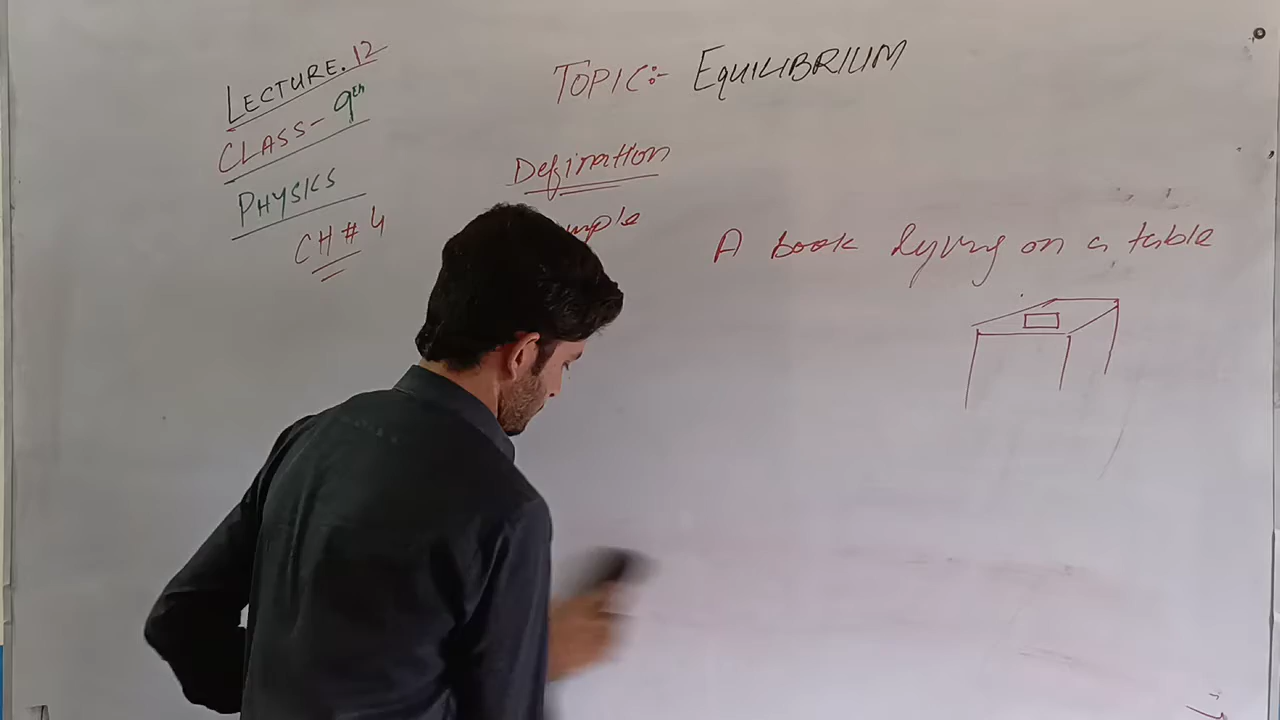 LECTURE. 12
CLASS- 9th
PHYSICS
CH # 4
TOPIC:- EQUILIBRIUM
Defination
A book lying on a table